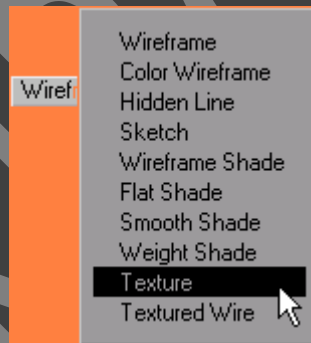 Wireframe
Color Wireframe
Wiref
Hidden Line
Sketch
Wireframe Shade
Flat Shade
Smooth Shade
Weight Shade
Texture
Textured Wire